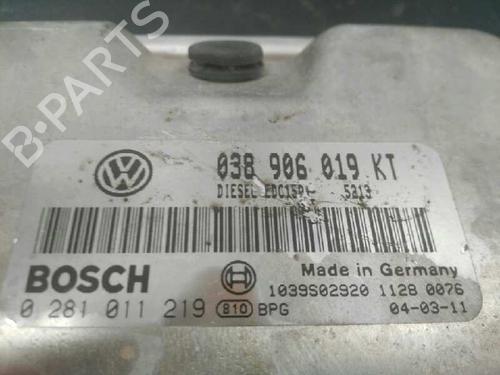 B-PARTS
038 906 019 KT
DIESEL EDC15P+ 5213
BOSCH
Made in Germany
1039S02920 1128 0076
0 281 011 219 810 BPG 04-03-11